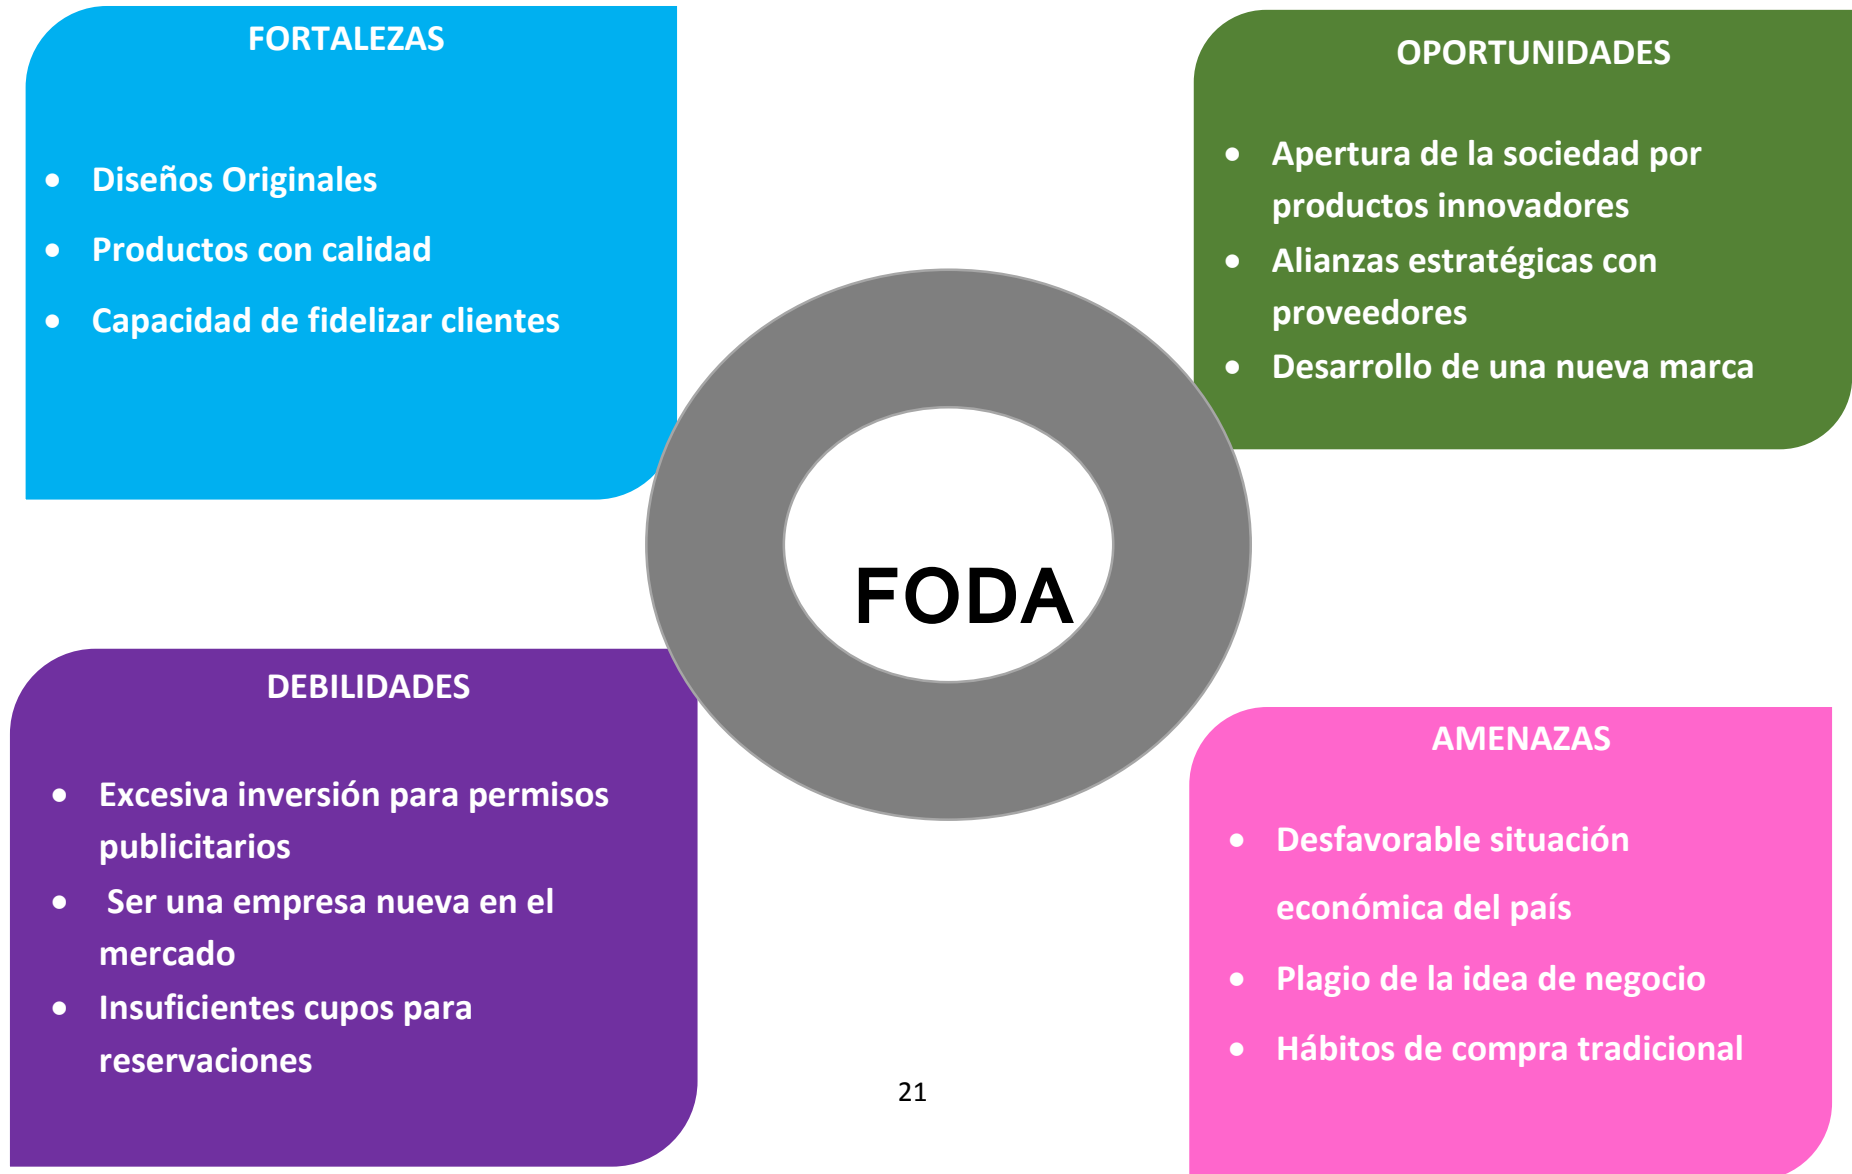 FORTALEZAS
• Diseños Originales
• Productos con calidad
• Capacidad de fidelizar clientes
OPORTUNIDADES
• Apertura de la sociedad por
productos innovadores
• Alianzas estratégicas con
proveedores
• Desarrollo de una nueva marca
FODA
DEBILIDADES
• Excesiva inversión para permisos
publicitarios
• Ser una empresa nueva en el
mercado
• Insuficientes cupos para
reservaciones
AMENAZAS
• Desfavorable situación
económica del país
• Plagio de la idea de negocio
• Hábitos de compra tradicional
21